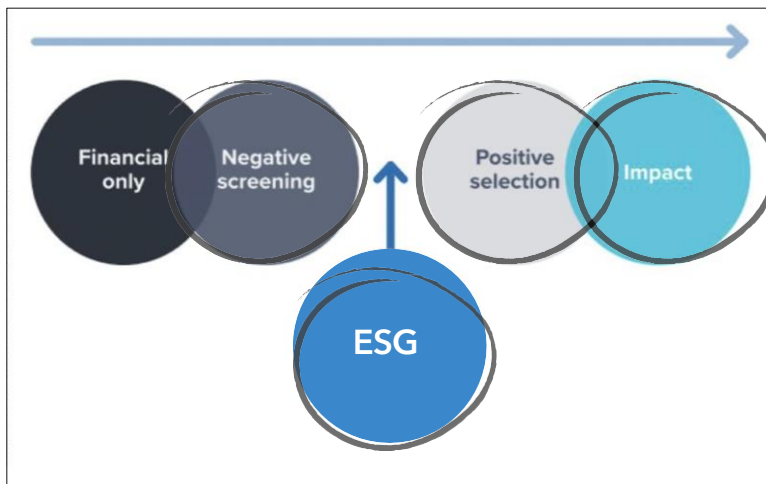 Financial
only
Negative
screening
Positive
selection
Impact
ESG